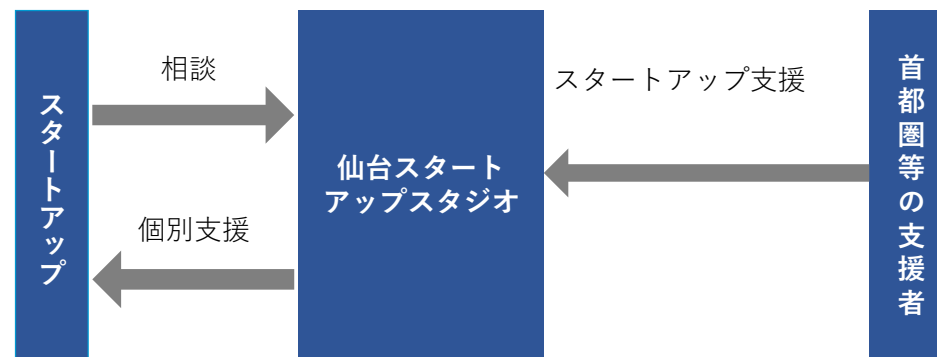 スタートアップ
相談
個別支援
仙台スタート
アップスタジオ
スタートアップ支援
首都圏等の支援者